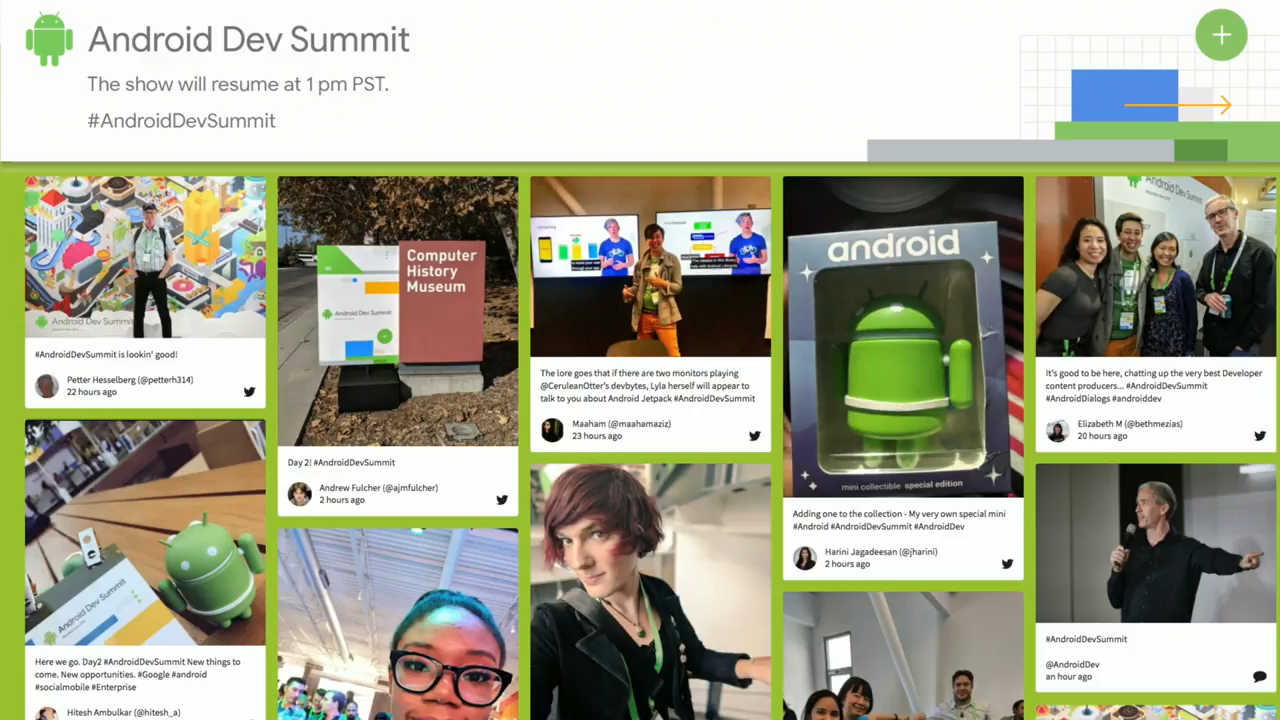 Android Dev Summit
The show will resume at 1 pm PST.
#AndroidDevSummit
Android Dev Summit
#AndroidDevSummit is lookin' good!
Petter Hesselberg (@petterh314)
22 hours ago
Android Dev Summit
Here we go. Day2 #AndroidDevSummit New things to
come. New opportunities. #Google #android
#socialmobile #Enterprise
Hitesh Ambulkar (@hitesh_a)
Computer
History
Museum
Android Dev Summit
Day 2! #AndroidDevSummit
Andrew Fulcher (@ajmfulcher)
2 hours ago
The lore goes that if there are two monitors playing
@CeruleanOtter's devbytes, Lyla herself will appear to
talk to you about Android Jetpack #AndroidDevSummit
Maaham (@maahamaziz)
23 hours ago
android
mini collectible special edition
Adding one to the collection - My very own special mini
#Android #AndroidDevSummit #AndroidDev
Harini Jagadeesan (@jharini)
2 hours ago
Android Dev Summit
It's good to be here, chatting up the very best Developer
content producers... #AndroidDevSummit
#AndroidDialogs #androiddev
Elizabeth M (@bethmezias)
20 hours ago
#AndroidDevSummit
@AndroidDev
an hour ago